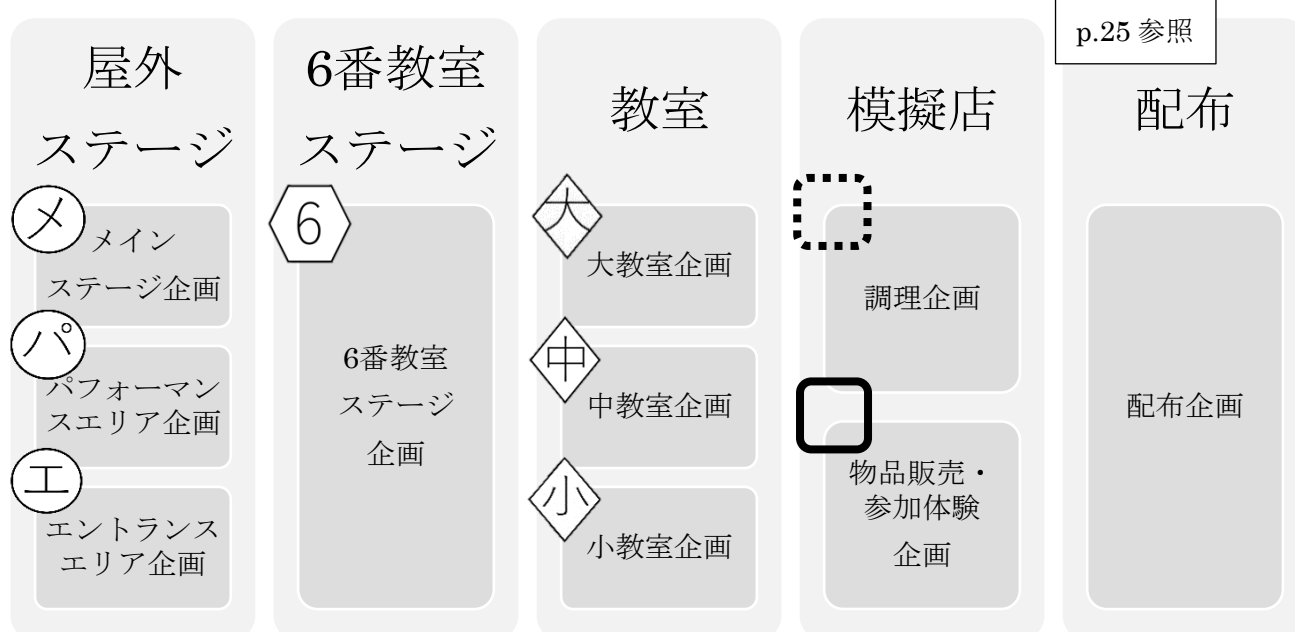 p.25 参照
屋外
ステージ
メ
メイン
ステージ企画
パ
パフォーマン
スエリア企画
エ
エントランス
エリア企画
6番教室
ステージ
6
6番教室
ステージ
企画
教室
大
大教室企画
中
中教室企画
小
小教室企画
模擬店
調理企画
物品販売・
参加体験
企画
配布
配布企画